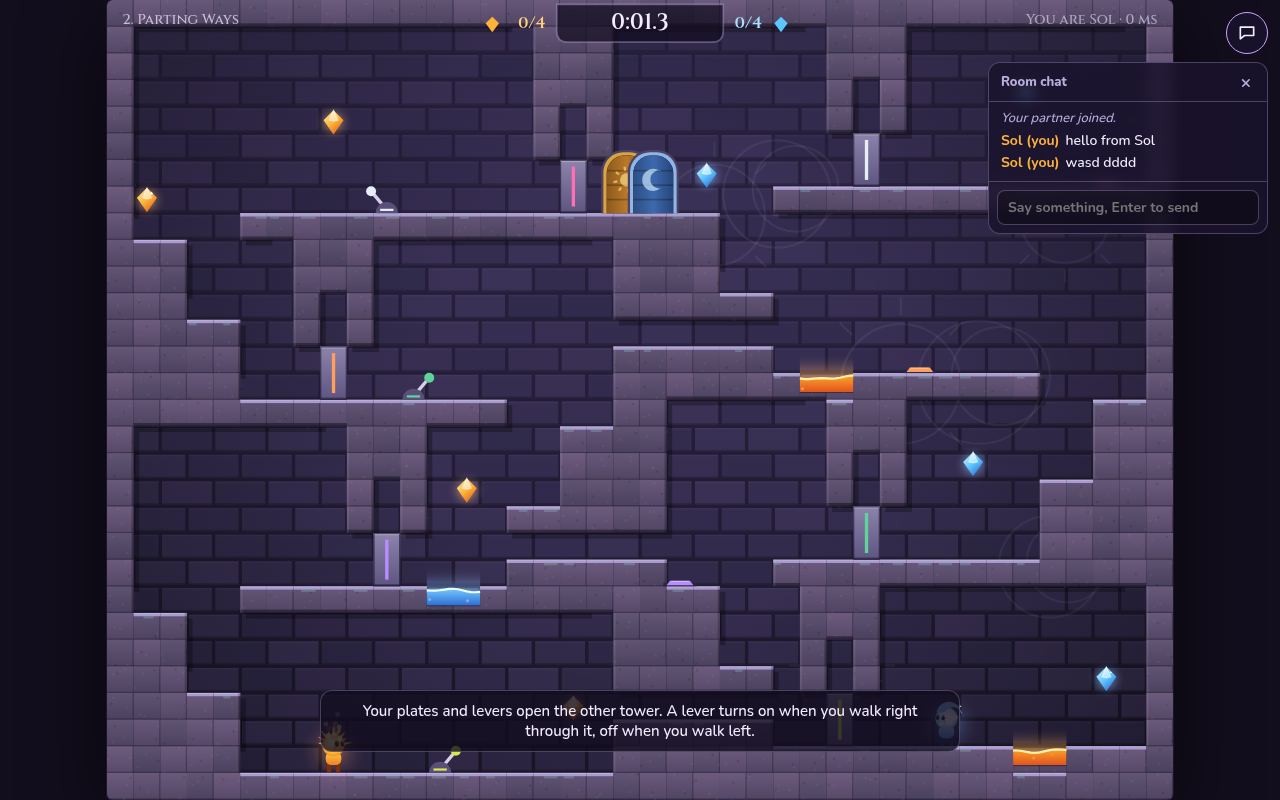 2. Parting Ways
0/4
0:01.3
0/4
You are Sol · 0 ms
Room chat
×
Your partner joined.
Sol (you) hello from Sol
Sol (you) wasd dddd
Say something, Enter to send
Your plates and levers open the other tower. A lever turns on when you walk right
through it, off when you walk left.